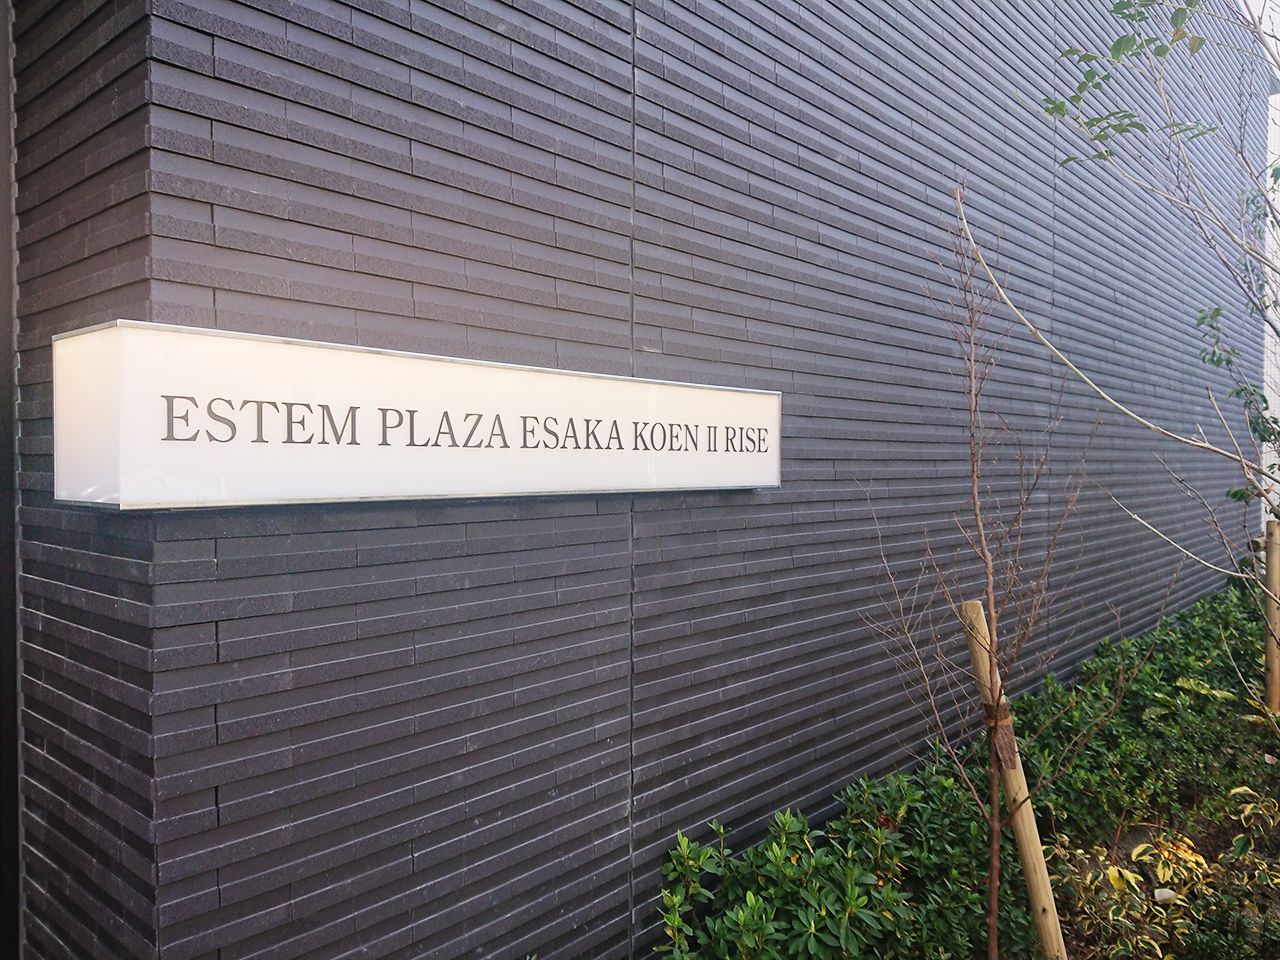 ESTEM PLAZA ESAKA KOEN Ⅱ RISE